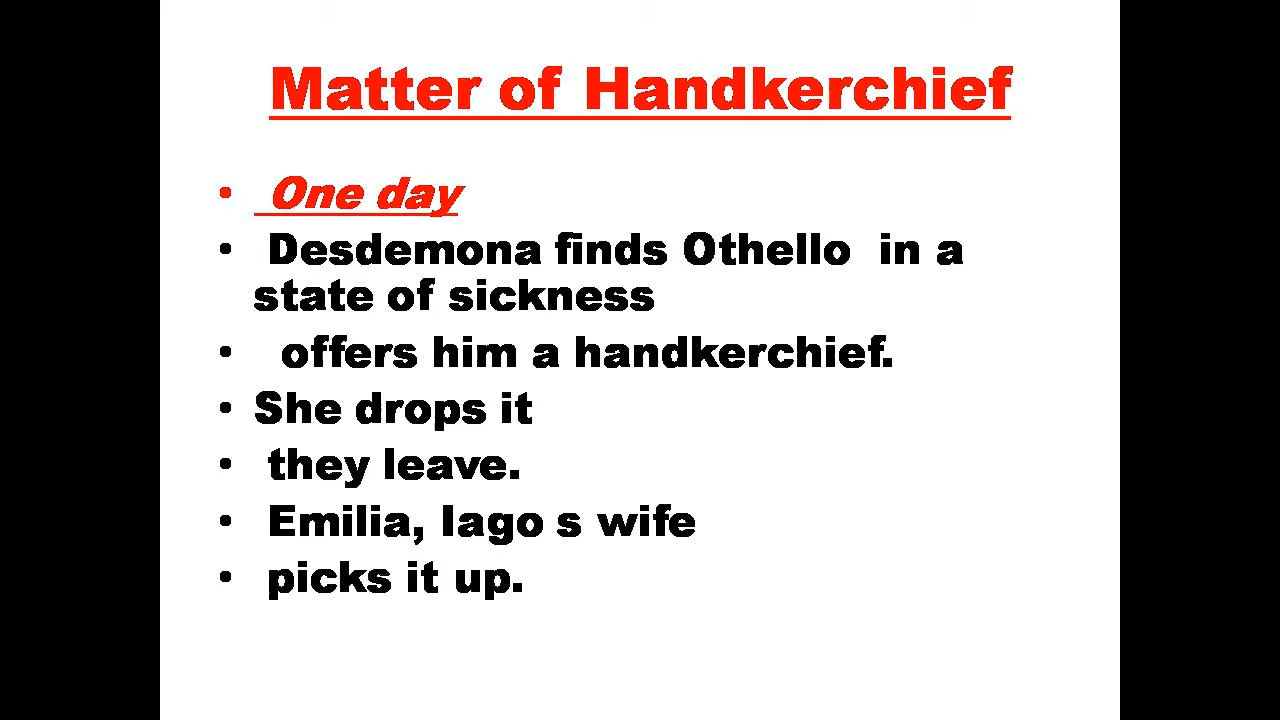 Matter of Handkerchief
• One day
• Desdemona finds Othello in a
state of sickness
• offers him a handkerchief.
• She drops it
• they leave.
• Emilia, Iago s wife
• picks it up.